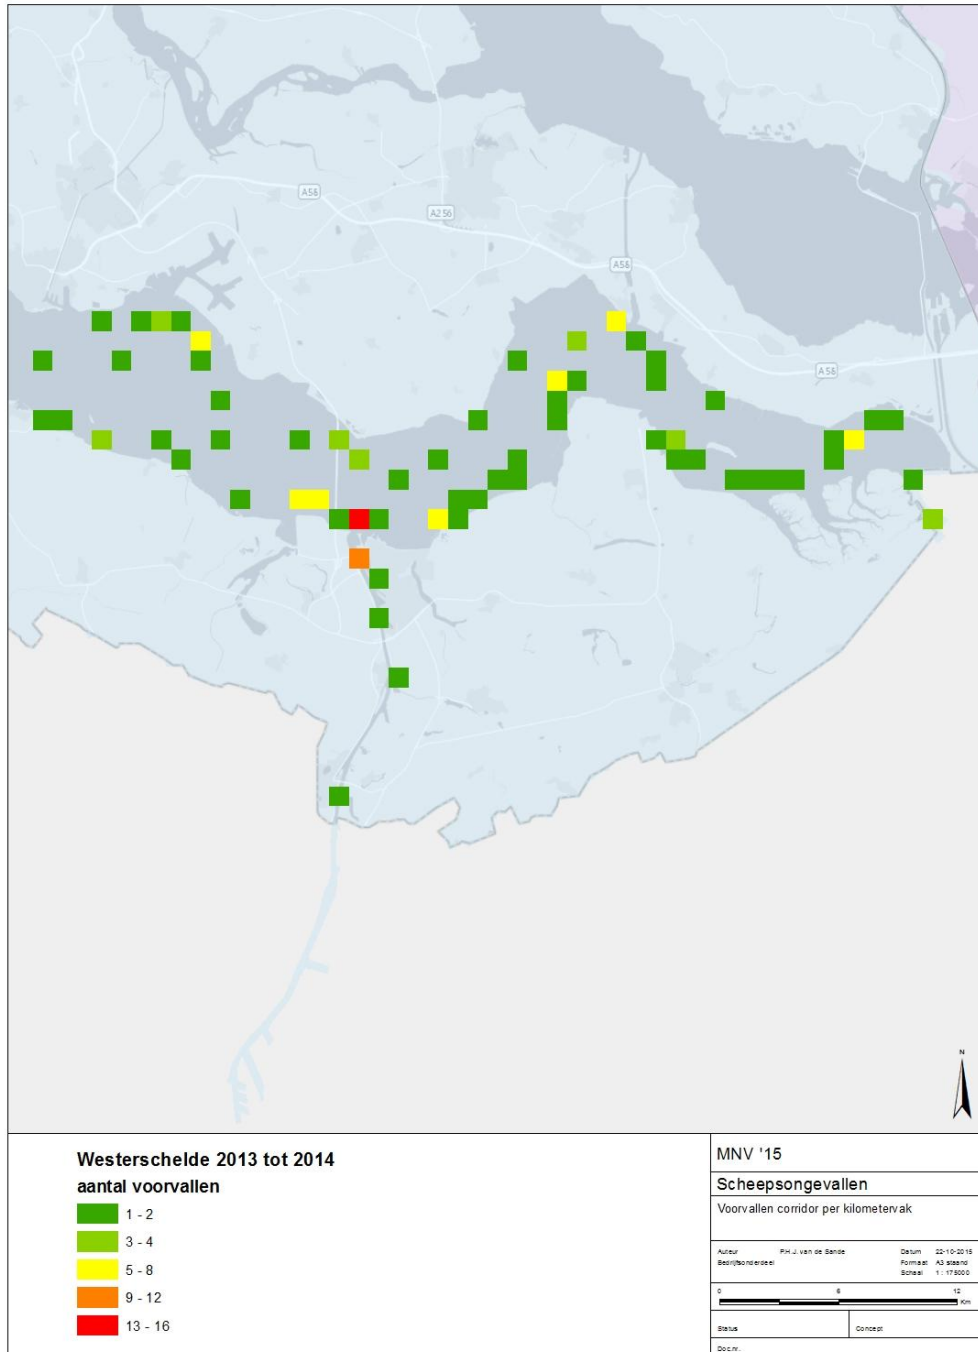 A58
A256
A58
A58
N
Westerschelde 2013 tot 2014
aantal voorvallen
1 - 2
3 - 4
5 - 8
9 - 12
13 - 16
MNV '15
Scheepsongevallen
Voorvallen corridor per kilometervak
Auteur P.H.J. van de Sande Datum 22-10-2015
Bedrijfsonderdeel Formaat A3 staand
Schaal 1 : 175000
0 6 12
Km
Status Concept
Doc.nr.